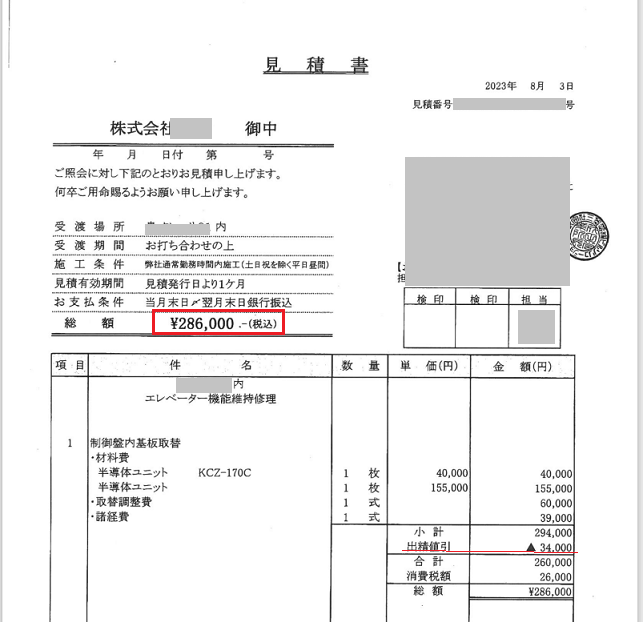 見積書
2023年 8月 3日
見積番号 号
株式会社 御中
年 月 日付 第 号
ご照会に対し下記のとおりお見積申し上げます。
何卒ご用命賜るようお願い申し上げます。
受渡場所 内
受渡期間 お打ち合わせの上
施工条件 弊社通常勤務時間内施工(土日祝を除く平日昼間)
見積有効期間 見積発行日より1ケ月
お支払条件 当月末日〆翌月末日銀行振込
総額 ¥286,000.-(税込)
検印 検印 担当
項目 件名 数量 単価(円) 金額(円)
内
エレベーター機能維持修理
1 制御盤内基板取替
・材料費
半導体ユニット KCZ-170C 1 枚 40,000 40,000
半導体ユニット 1 枚 155,000 155,000
・取替調整費 1 式 60,000
・諸経費 1 式 39,000
小計 294,000
出精値引 ▲ 34,000
合計 260,000
消費税額 26,000
総額 ¥286,000